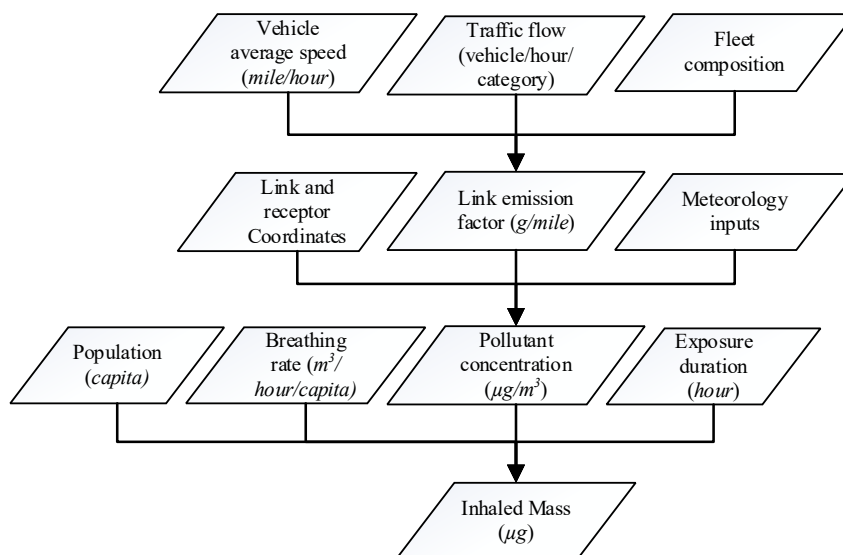 Vehicle
average speed
(mile/hour)
Traffic flow
(vehicle/hour/
category)
Fleet
composition
Link and
receptor
Coordinates
Link emission
factor (g/mile)
Meteorology
inputs
Population
(capita)
Breathing
rate (m³/
hour/capita)
Pollutant
concentration
(µg/m³)
Exposure
duration
(hour)
Inhaled Mass
(µg)